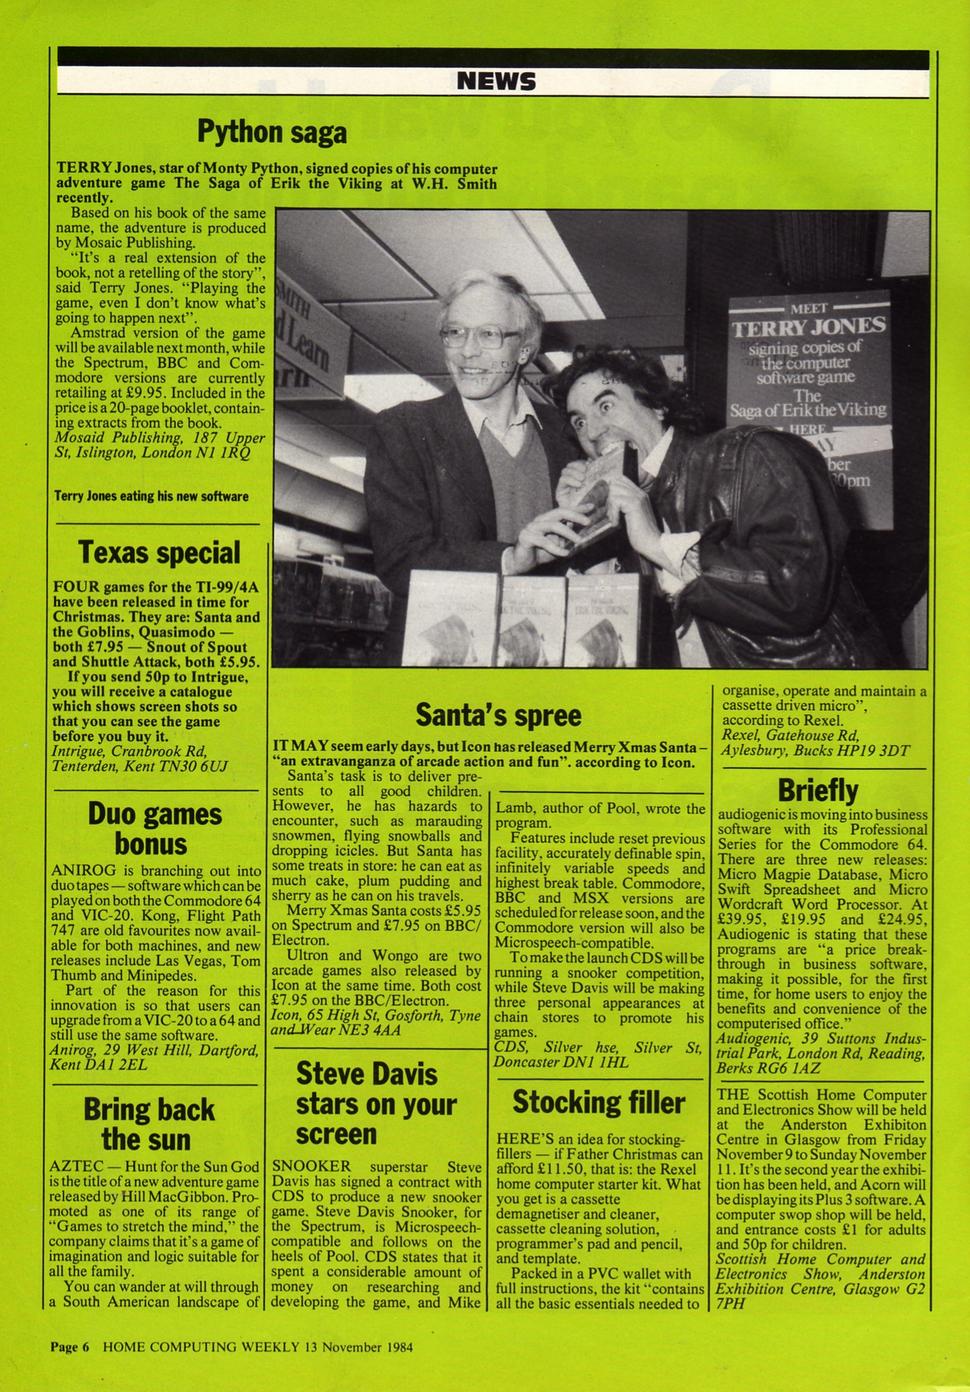 NEWS
Python saga
TERRY Jones, star of Monty Python, signed copies of his computer
adventure game The Saga of Erik the Viking at W.H. Smith
recently.
Based on his book of the same
name, the adventure is produced
by Mosaic Publishing.
"It's a real extension of the
book, not a retelling of the story",
said Terry Jones. "Playing the
game, even I don't know what's
going to happen next".
Amstrad version of the game
will be available next month, while
the Spectrum, BBC and Com-
modore versions are currently
retailing at £9.95. Included in the
price is a 20-page booklet, contain-
ing extracts from the book.
Mosaid Publishing, 187 Upper
St, Islington, London N1 1RQ
Terry Jones eating his new software
SMITH
d Learn
MEET
TERRY JONES
signing copies of
the computer
software game
The
Saga of Erik the Viking
HERE
AY
ber
0pm
Texas special
FOUR games for the TI-99/4A
have been released in time for
Christmas. They are: Santa and
the Goblins, Quasimodo —
both £7.95 — Snout of Spout
and Shuttle Attack, both £5.95.
If you send 50p to Intrigue,
you will receive a catalogue
which shows screen shots so
that you can see the game
before you buy it.
Intrigue, Cranbrook Rd,
Tenterden, Kent TN30 6UJ
Duo games
bonus
ANIROG is branching out into
duo tapes — software which can be
played on both the Commodore 64
and VIC-20. Kong, Flight Path
747 are old favourites now avail-
able for both machines, and new
releases include Las Vegas, Tom
Thumb and Minipedes.
Part of the reason for this
innovation is so that users can
upgrade from a VIC-20 to a 64 and
still use the same software.
Anirog, 29 West Hill, Dartford,
Kent DA1 2EL
Bring back
the sun
AZTEC — Hunt for the Sun God
is the title of a new adventure game
released by Hill MacGibbon. Pro-
moted as one of its range of
"Games to stretch the mind," the
company claims that it's a game of
imagination and logic suitable for
all the family.
You can wander at will through
a South American landscape of
Santa's spree
IT MAY seem early days, but Icon has released Merry Xmas Santa –
"an extravaganza of arcade action and fun". according to Icon.
Santa's task is to deliver pre-
sents to all good children.
However, he has hazards to
encounter, such as marauding
snowmen, flying snowballs and
dropping icicles. But Santa has
some treats in store: he can eat as
much cake, plum pudding and
sherry as he can on his travels.
Merry Xmas Santa costs £5.95
on Spectrum and £7.95 on BBC/
Electron.
Ultron and Wongo are two
arcade games also released by
Icon at the same time. Both cost
£7.95 on the BBC/Electron.
Icon, 65 High St, Gosforth, Tyne
and Wear NE3 4AA
Steve Davis
stars on your
screen
SNOOKER superstar Steve
Davis has signed a contract with
CDS to produce a new snooker
game. Steve Davis Snooker, for
the Spectrum, is Microspeech-
compatible and follows on the
heels of Pool. CDS states that it
spent a considerable amount of
money on researching and
developing the game, and Mike
Lamb, author of Pool, wrote the
program.
Features include reset previous
facility, accurately definable spin,
infinitely variable speeds and
highest break table. Commodore,
BBC and MSX versions are
scheduled for release soon, and the
Commodore version will also be
Microspeech-compatible.
To make the launch CDS will be
running a snooker competition,
while Steve Davis will be making
three personal appearances at
chain stores to promote his
games.
CDS, Silver hse, Silver St,
Doncaster DN1 1HL
Stocking filler
HERE'S an idea for stocking-
fillers — if Father Christmas can
afford £11.50, that is: the Rexel
home computer starter kit. What
you get is a cassette
demagnetiser and cleaner,
cassette cleaning solution,
programmer's pad and pencil,
and template.
Packed in a PVC wallet with
full instructions, the kit "contains
all the basic essentials needed to
organise, operate and maintain a
cassette driven micro",
according to Rexel.
Rexel, Gatehouse Rd,
Aylesbury, Bucks HP19 3DT
Briefly
audiogenic is moving into business
software with its Professional
Series for the Commodore 64.
There are three new releases:
Micro Magpie Database, Micro
Swift Spreadsheet and Micro
Wordcraft Word Processor. At
£39.95, £19.95 and £24.95,
Audiogenic is stating that these
programs are "a price break-
through in business software,
making it possible, for the first
time, for home users to enjoy the
benefits and convenience of the
computerised office."
Audiogenic, 39 Suttons Indus-
trial Park, London Rd, Reading,
Berks RG6 1AZ
THE Scottish Home Computer
and Electronics Show will be held
at the Anderston Exhibiton
Centre in Glasgow from Friday
November 9 to Sunday November
11. It's the second year the exhibi-
tion has been held, and Acorn will
be displaying its Plus 3 software. A
computer swop shop will be held,
and entrance costs £1 for adults
and 50p for children.
Scottish Home Computer and
Electronics Show, Anderston
Exhibition Centre, Glasgow G2
7PH
Page 6 HOME COMPUTING WEEKLY 13 November 1984